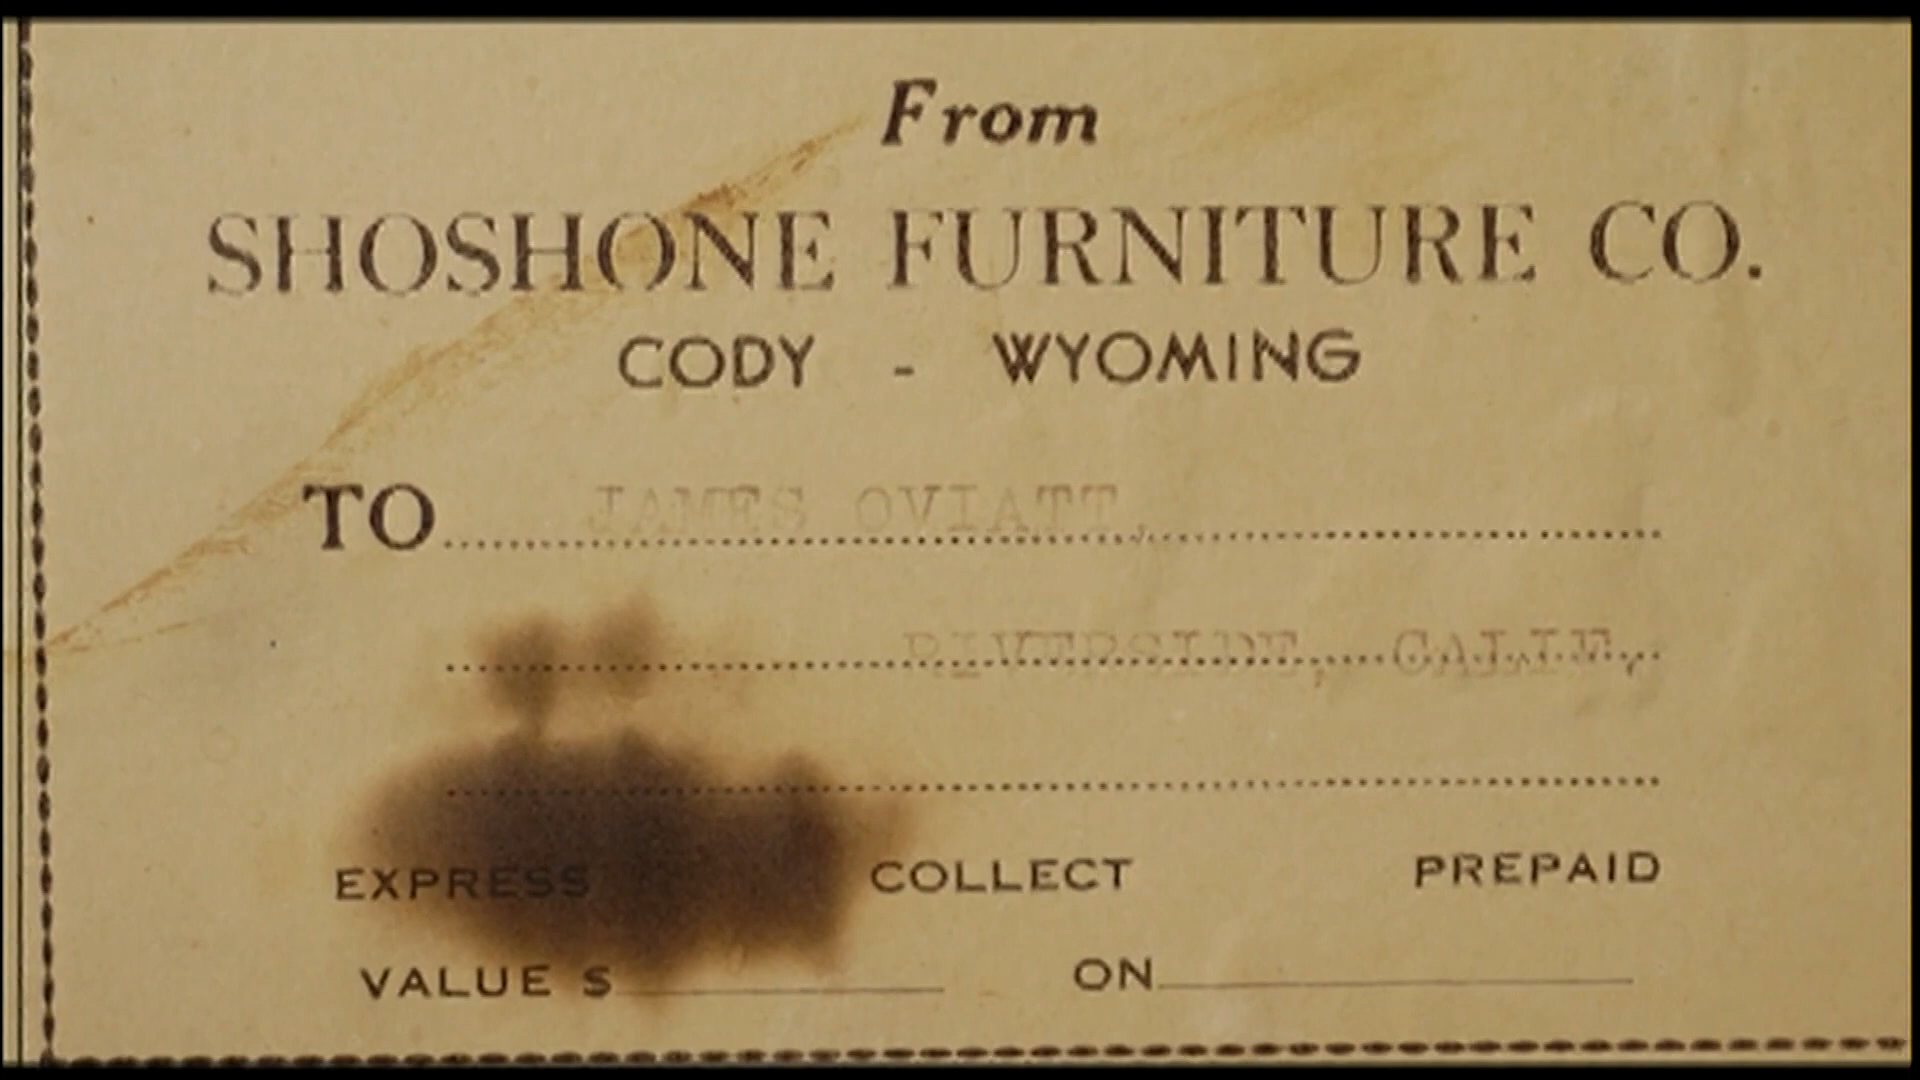 From
SHOSHONE FURNITURE CO.
CODY - WYOMING
TO JAMES OVIATT,
RIVERSIDE, CALIF.
EXPRESS COLLECT PREPAID
VALUE $ ON